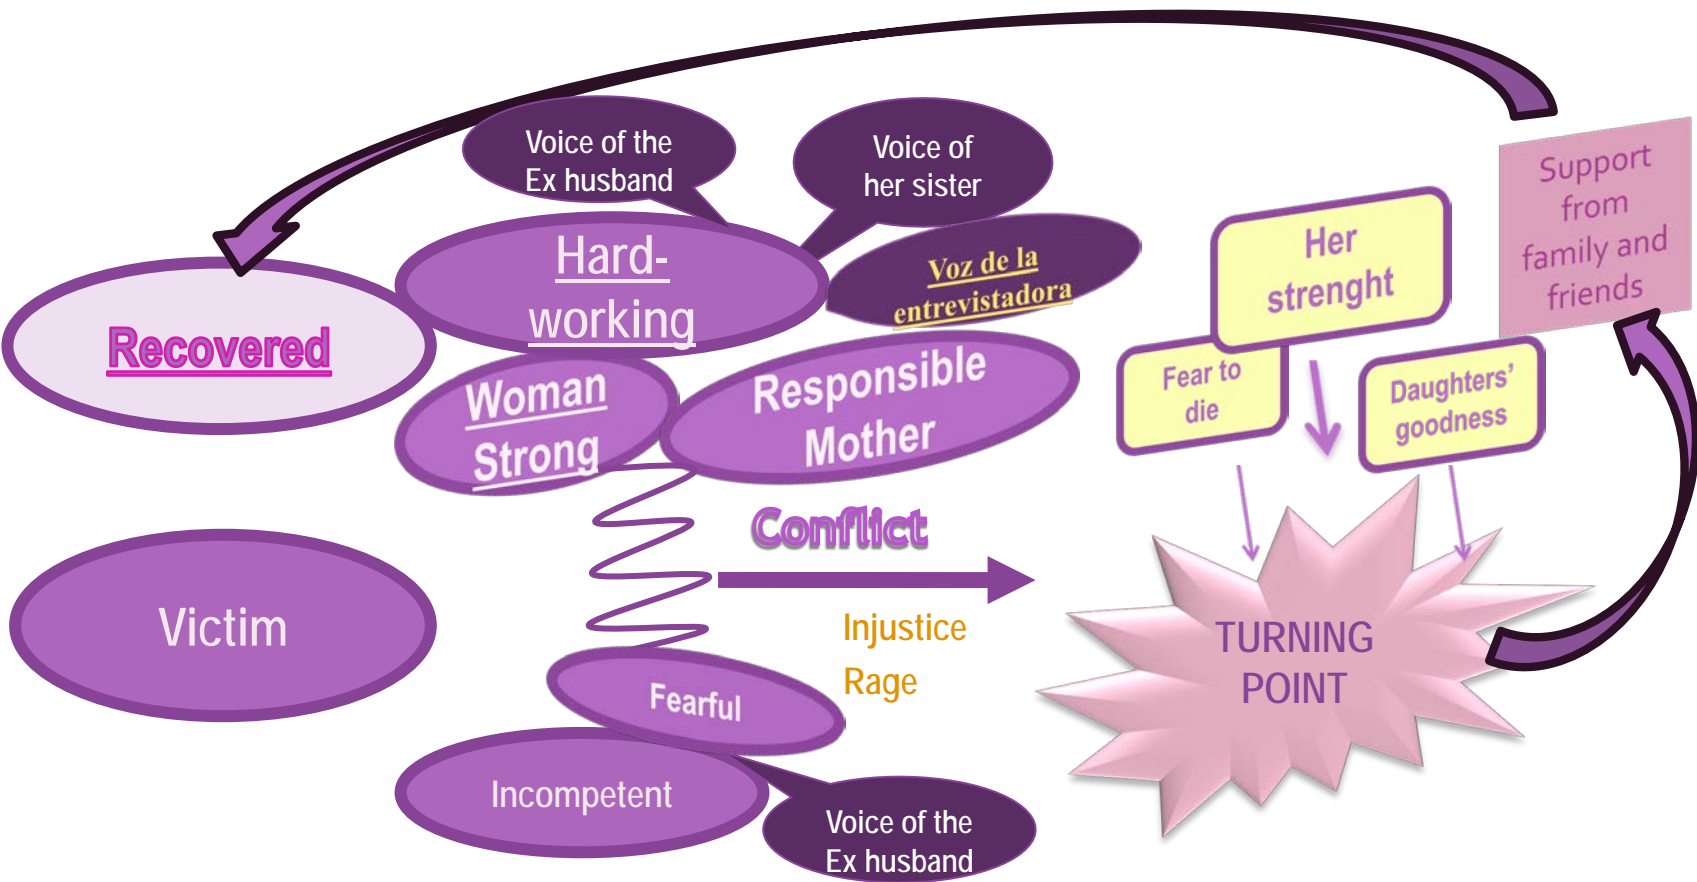 Voice of the
Ex husband
Voice of
her sister
Hard-
working
Voz de la
entrevistadora
Recovered
Woman
Strong
Responsible
Mother
Her
strenght
Fear to
die
Daughters’
goodness
Support
from
family and
friends
Conflict
Injustice
Rage
TURNING
POINT
Victim
Fearful
Incompetent
Voice of the
Ex husband